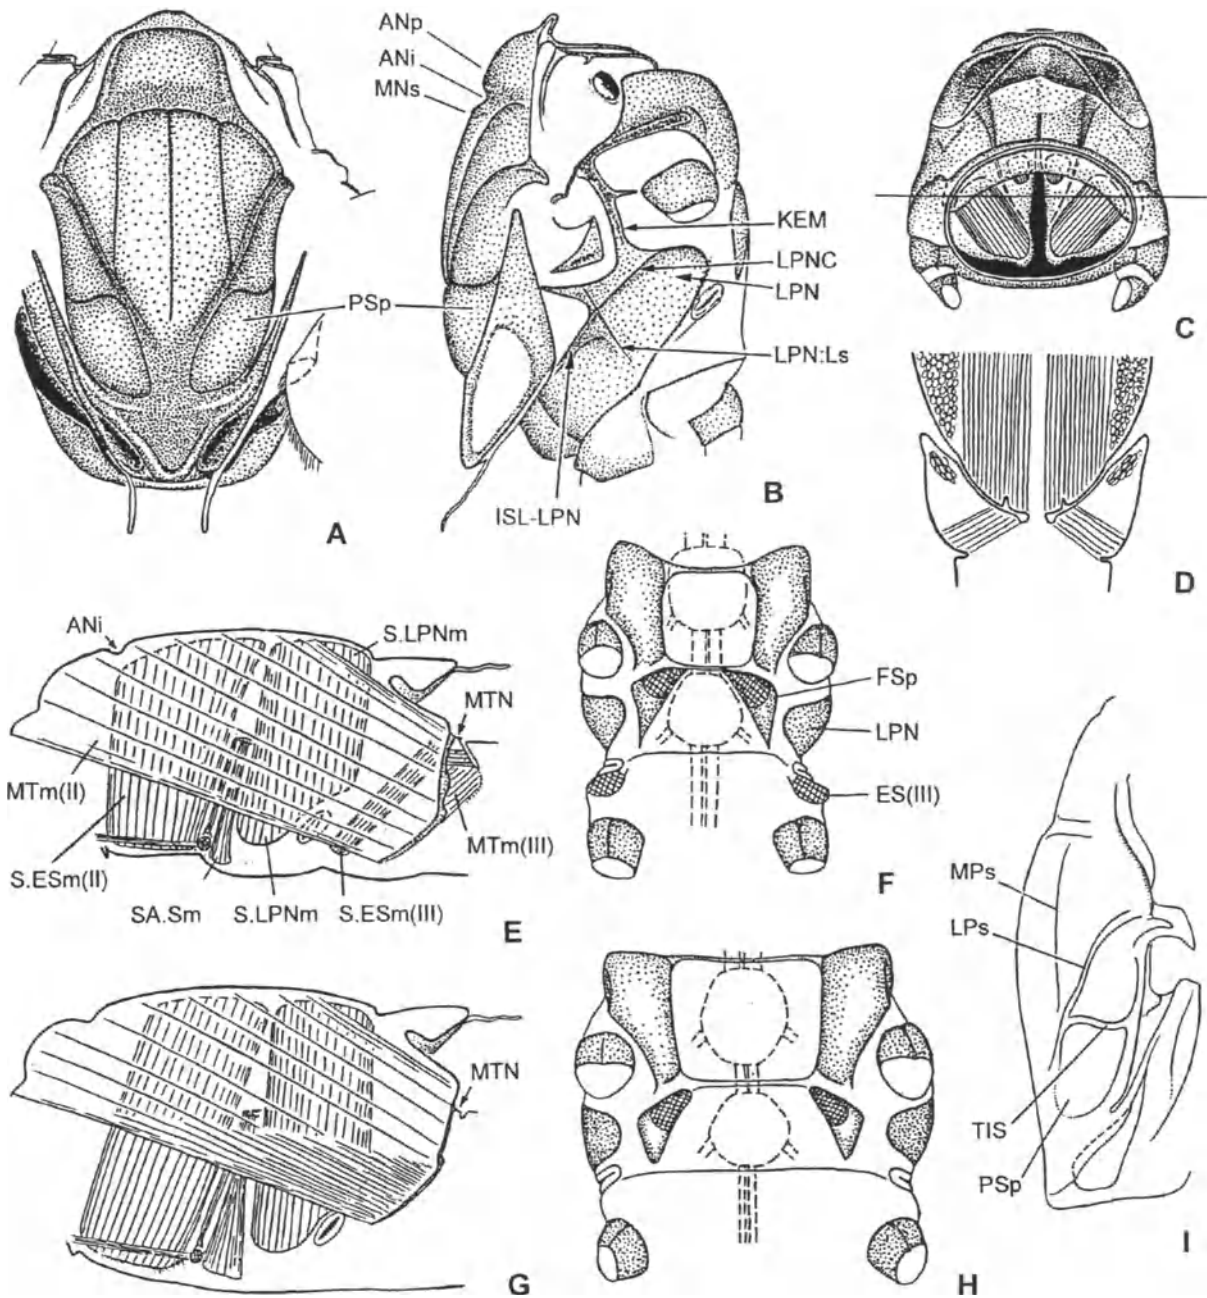 ANp
ANi
MNs
PSp
KEM
LPNC
LPN
LPN:Ls
ISL-LPN
A
B
C
D
ANi
S.LPNm
MTN
MTm(II)
MTm(III)
S.ESm(II)
SA.Sm
S.LPNm
S.ESm(III)
E
FSp
LPN
ES(III)
F
MPs
LPs
TIS
PSp
I
MTN
G
H